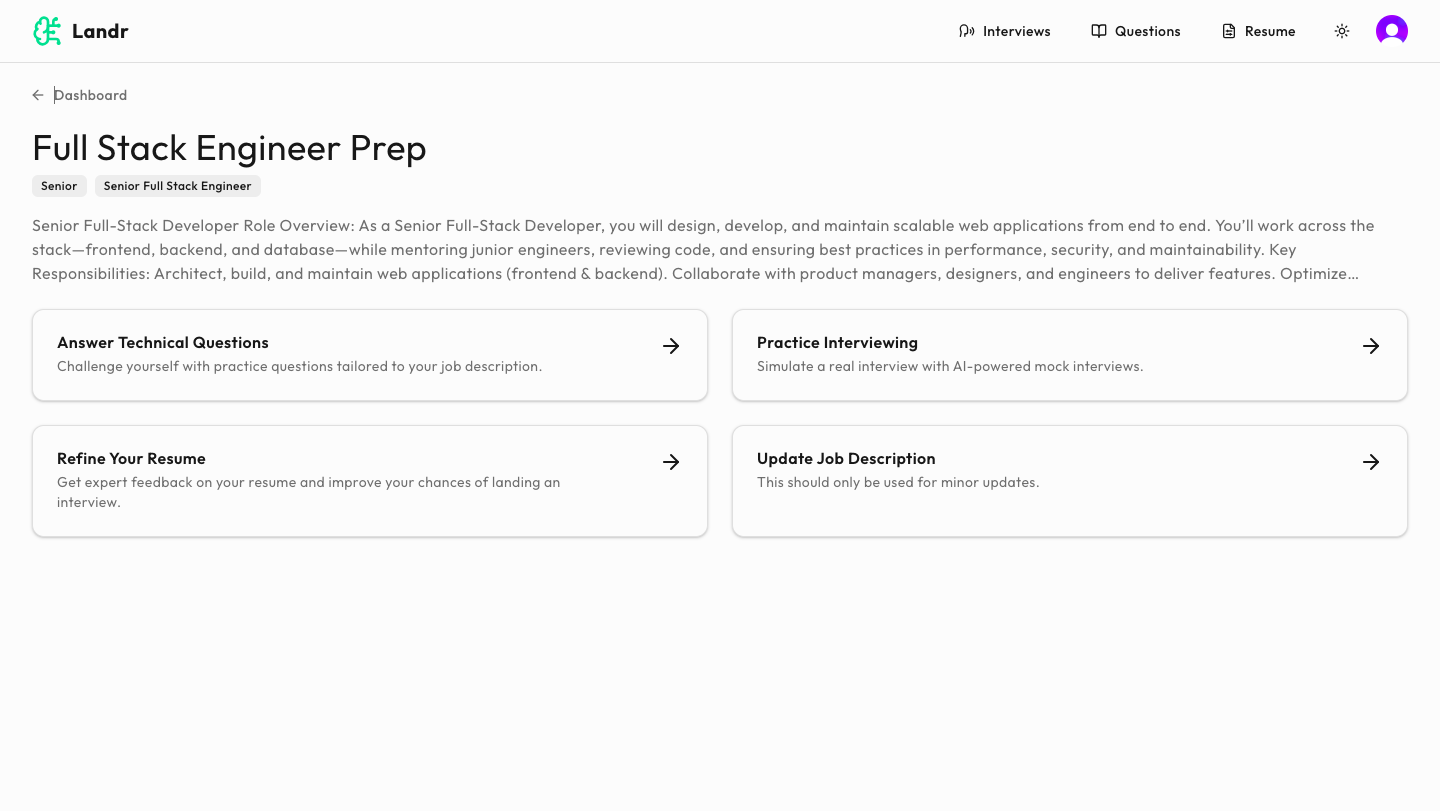 Landr
Interviews
Questions
Resume
Dashboard
Full Stack Engineer Prep
Senior
Senior Full Stack Engineer
Senior Full-Stack Developer Role Overview: As a Senior Full-Stack Developer, you will design, develop, and maintain scalable web applications from end to end. You’ll work across the
stack—frontend, backend, and database—while mentoring junior engineers, reviewing code, and ensuring best practices in performance, security, and maintainability. Key
Responsibilities: Architect, build, and maintain web applications (frontend & backend). Collaborate with product managers, designers, and engineers to deliver features. Optimize…
Answer Technical Questions
Challenge yourself with practice questions tailored to your job description.
Practice Interviewing
Simulate a real interview with AI-powered mock interviews.
Refine Your Resume
Get expert feedback on your resume and improve your chances of landing an
interview.
Update Job Description
This should only be used for minor updates.